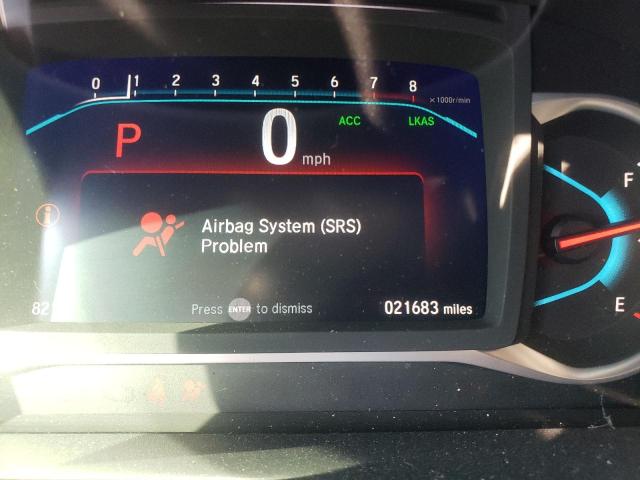 0 1 2 3 4 5 6 7 8
×1000r/min
P 0 mph
ACC LKAS
Airbag System (SRS)
Problem
Press ENTER to dismiss
82
021683 miles
F
E